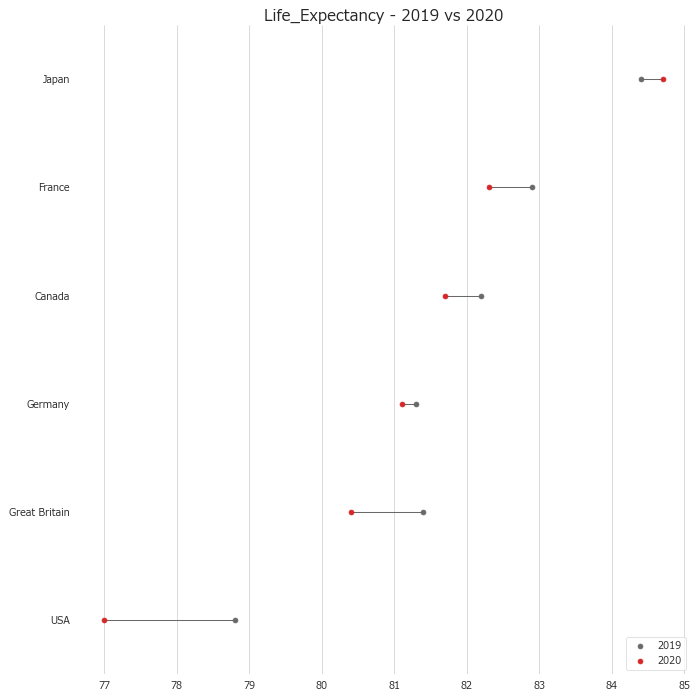 Life_Expectancy - 2019 vs 2020
Japan
France
Canada
Germany
Great Britain
USA
2019
2020
77 78 79 80 81 82 83 84 85